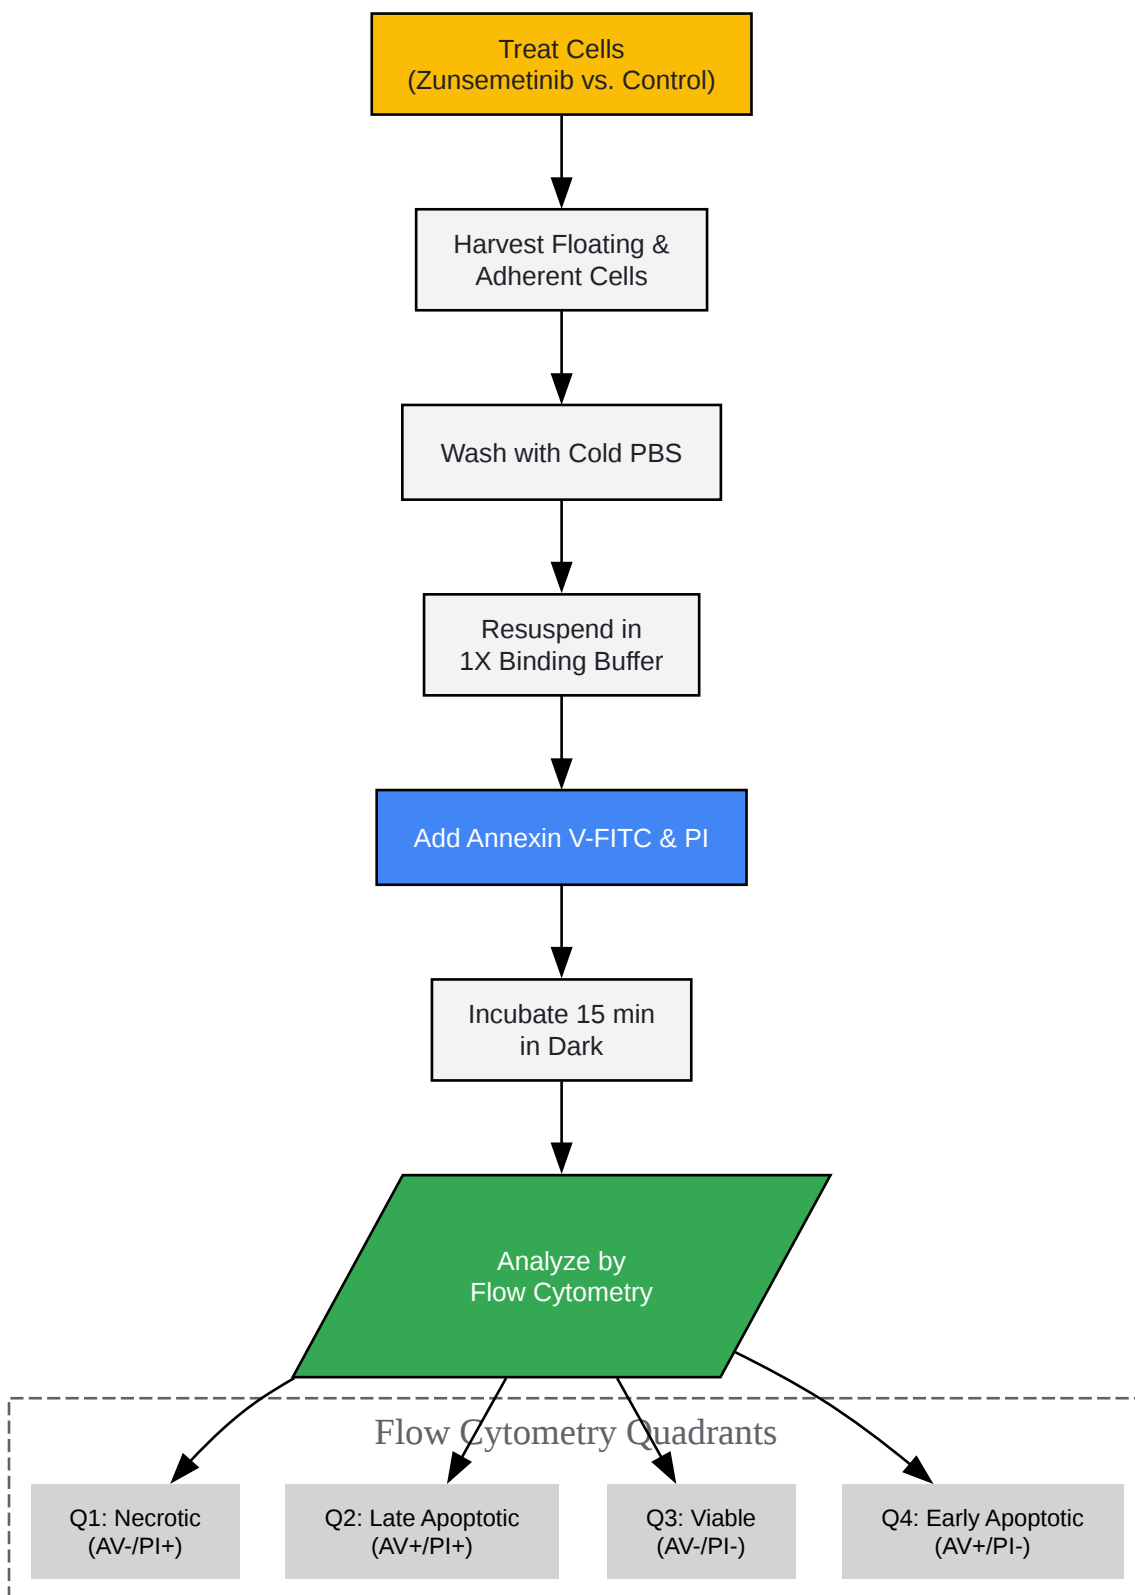 Treat Cells
(Zunsemetinib vs. Control)
Harvest Floating &
Adherent Cells
Wash with Cold PBS
Resuspend in
1X Binding Buffer
Add Annexin V-FITC & PI
Incubate 15 min
in Dark
Analyze by
Flow Cytometry
Flow Cytometry Quadrants
Q1: Necrotic
(AV-/PI+)
Q2: Late Apoptotic
(AV+/PI+)
Q3: Viable
(AV-/PI-)
Q4: Early Apoptotic
(AV+/PI-)